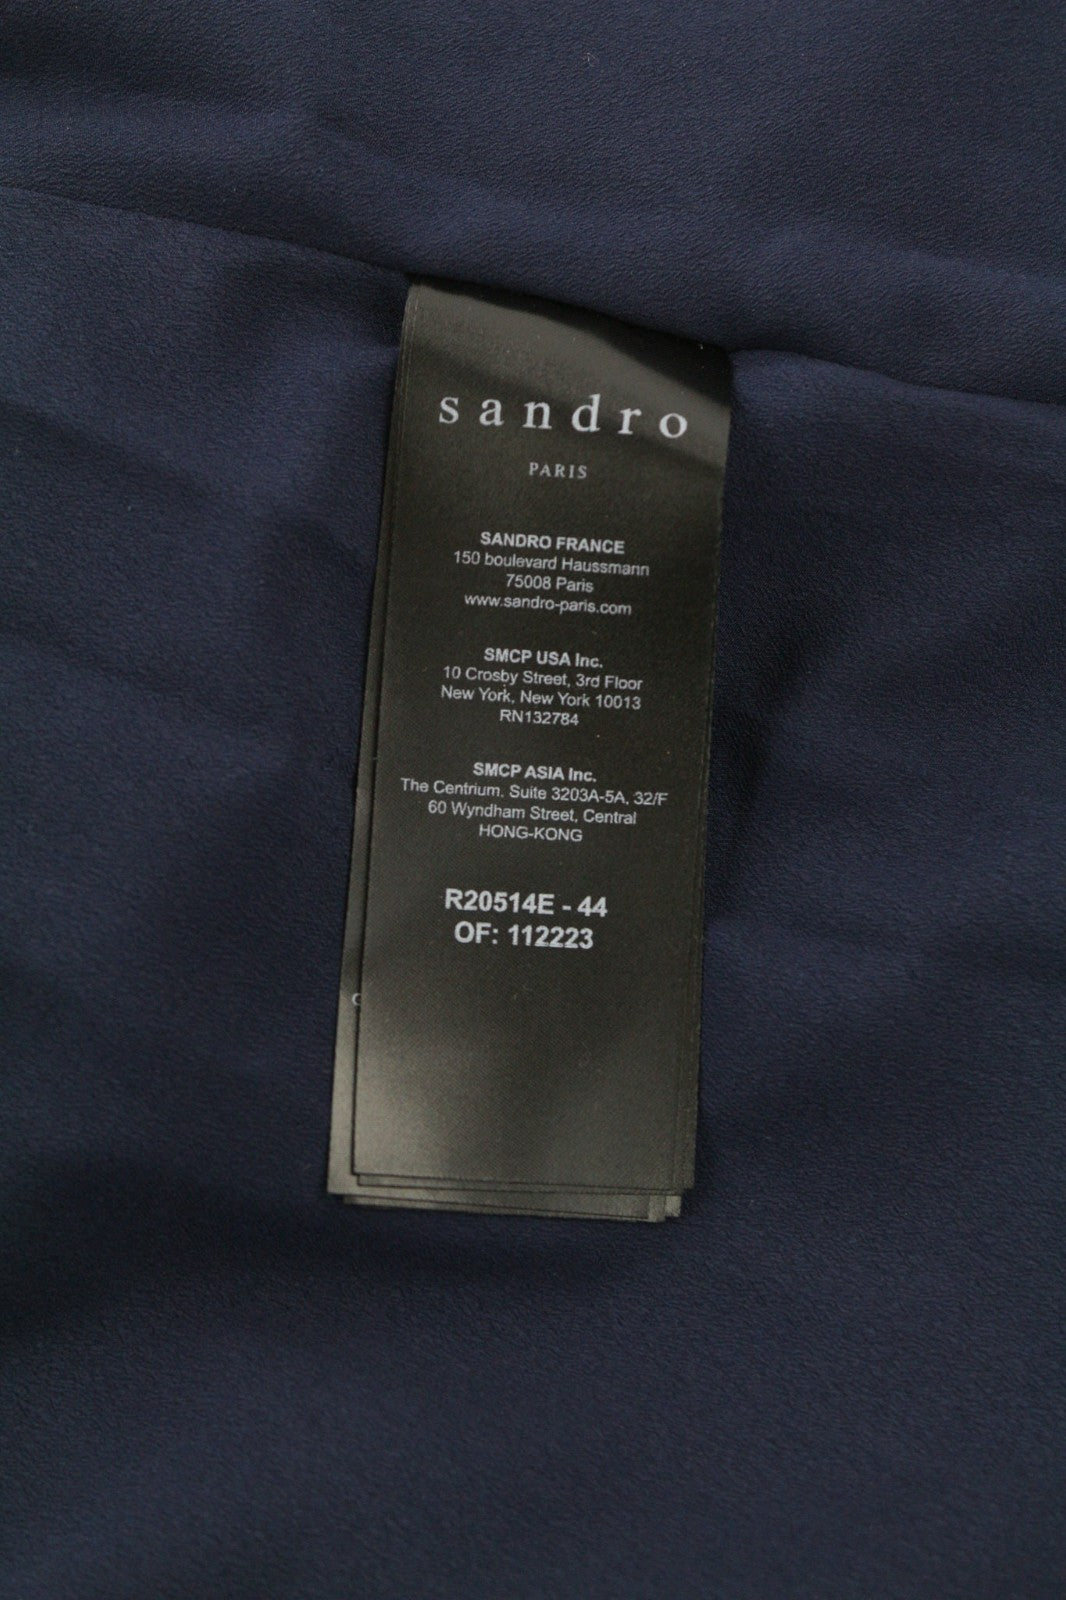 sandro
PARIS
SANDRO FRANCE
150 boulevard Haussmann
75008 Paris
www.sandro-paris.com
SMCP USA Inc.
10 Crosby Street, 3rd Floor
New York, New York 10013
RN132784
SMCP ASIA Inc.
The Centrium. Suite 3203A-5A, 32/F
60 Wyndham Street, Central
HONG-KONG
R20514E - 44
OF: 112223